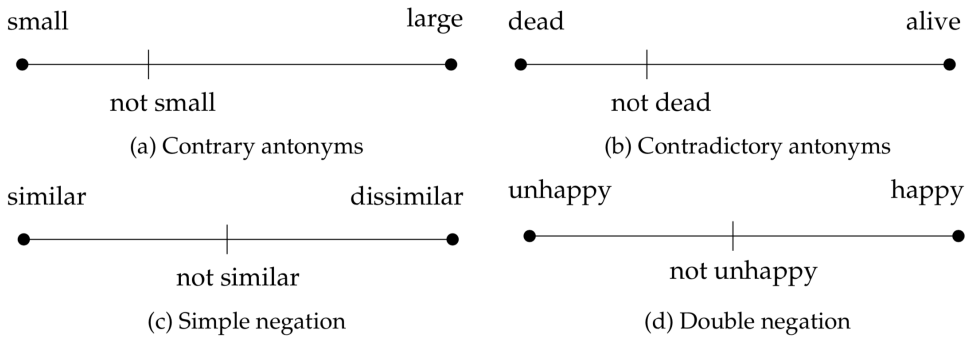 small large
not small
(a) Contrary antonyms
dead alive
not dead
(b) Contradictory antonyms
similar dissimilar
not similar
(c) Simple negation
unhappy happy
not unhappy
(d) Double negation